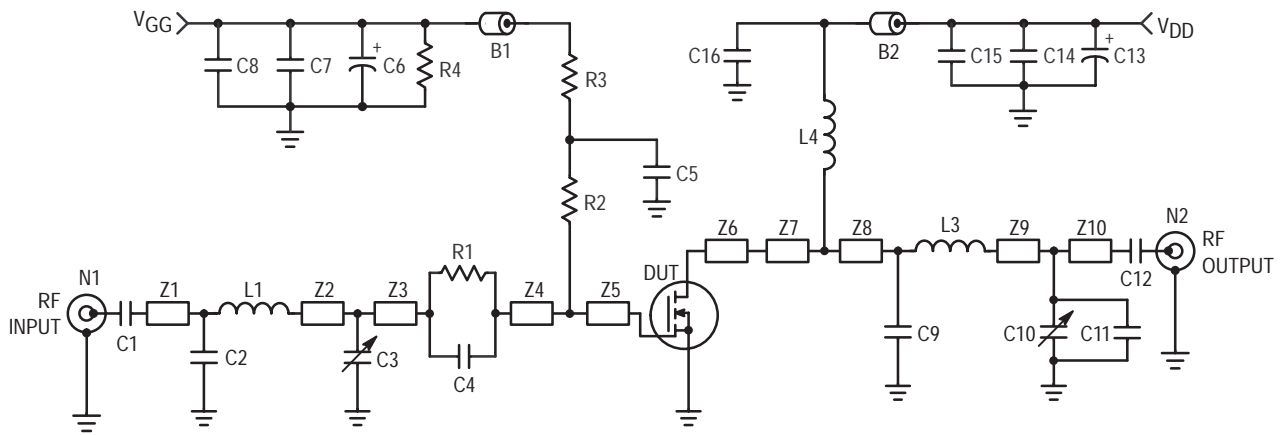 VGG
B1
B2
VDD
C8
C7
+
C6
R4
C16
C15
C14
+
C13
R3
L4
C5
R2
Z6
Z7
Z8
L3
Z9
Z10
N2
RF
OUTPUT
C12
DUT
N1
RF
INPUT
C1
Z1
L1
Z2
Z3
R1
Z4
Z5
C2
C3
C4
C9
C10
C11